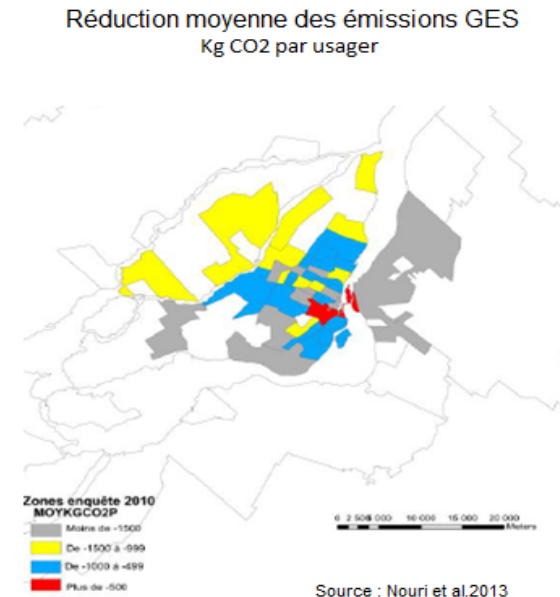 Réduction moyenne des émissions GES
Kg CO2 par usager
Zones enquête 2010
MOYKGCO2P
Moins de -1500
De -1500 à -999
De -1000 à -499
Plus de -500
0 2 500 5 000 10 000 15 000 20 000
Meters
Source : Nouri et al.2013